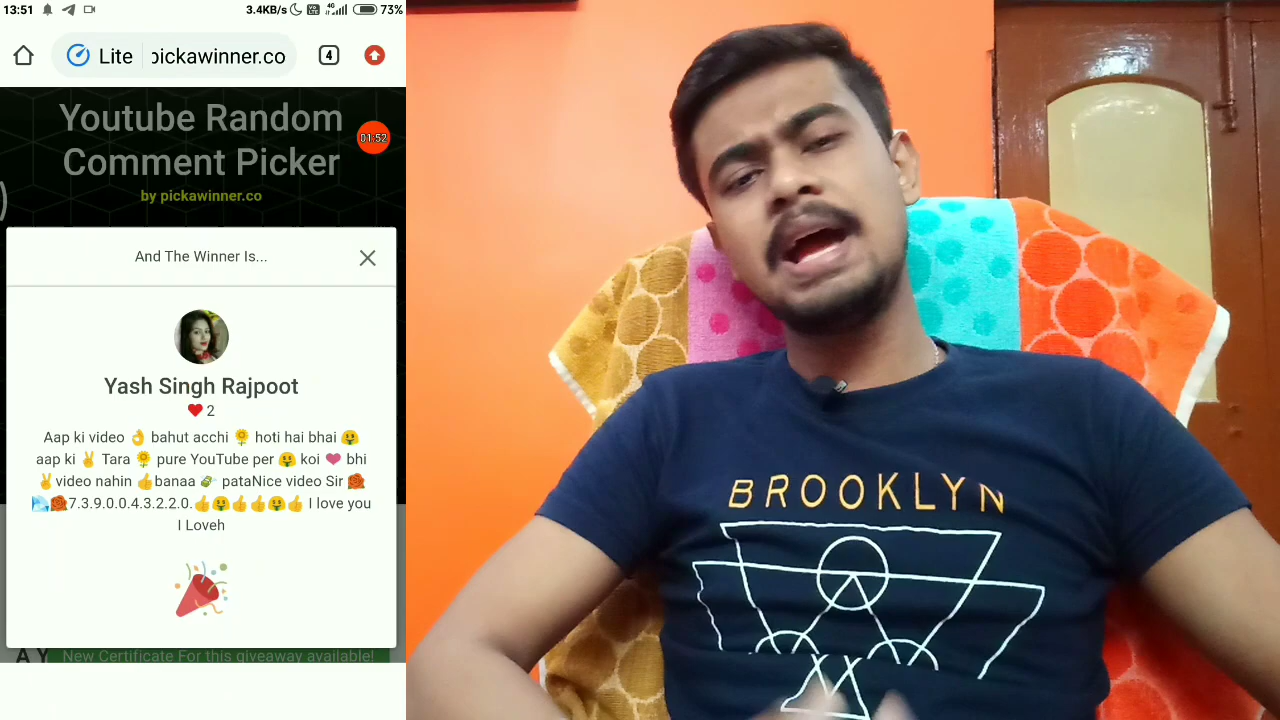 13:51 3.4KB/s Vo LTE 4G 73%
Lite pickawinner.co 4
Youtube Random
Comment Picker
01:52
by pickawinner.co
And The Winner Is...
Yash Singh Rajpoot
❤ 2
Aap ki video 👌 bahut acchi 🌻 hoti hai bhai 🤑
aap ki ✌ Tara 🌻 pure YouTube per 🤑 koi ❤ bhi
✌video nahin 👍banaa 💸 pataNice video Sir 🌹
💦🌹7.3.9.0.0.4.3.2.2.0.👍🤑👍👍🤑👍 I love you
I Loveh
A Y New Certificate For this giveaway available!
BROOKLYN